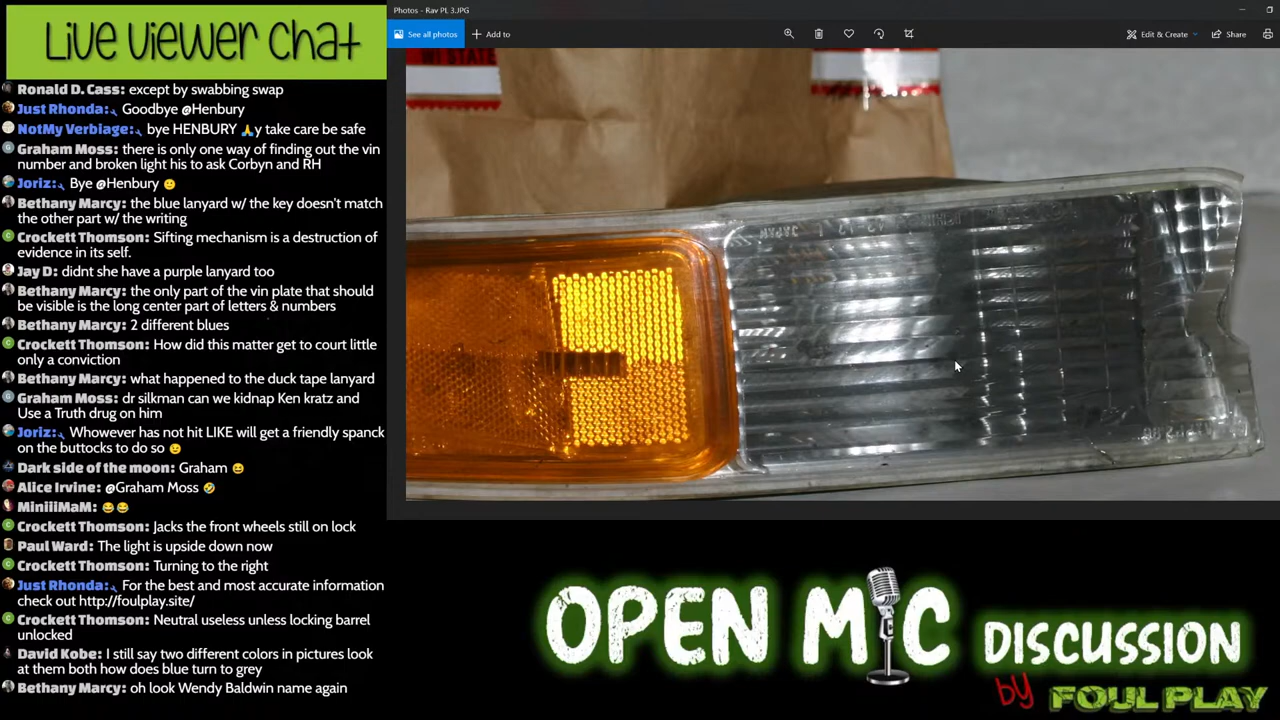 Live viewer chat
Photos - Rav PL 3.JPG
See all photos
Add to
Edit & Create
Share
Ronald D. Cass: except by swabbing swap
Just Rhonda: Goodbye @Henbury
NotMy Verbiage: bye HENBURY 🙏y take care be safe
Graham Moss: there is only one way of finding out the vin
number and broken light his to ask Corbyn and RH
Joriz: Bye @Henbury 🙂
Bethany Marcy: the blue lanyard w/ the key doesn't match
the other part w/ the writing
Crockett Thomson: Sifting mechanism is a destruction of
evidence in its self.
Jay D: didnt she have a purple lanyard too
Bethany Marcy: the only part of the vin plate that should
be visible is the long center part of letters & numbers
Bethany Marcy: 2 different blues
Crockett Thomson: How did this matter get to court little
only a conviction
Bethany Marcy: what happened to the duck tape lanyard
Graham Moss: dr silkman can we kidnap Ken kratz and
Use a Truth drug on him
Joriz: Whowever has not hit LIKE will get a friendly spanck
on the buttocks to do so 😉
Dark side of the moon: Graham 😆
Alice Irvine: @Graham Moss 🤣
MiniiiMaM: 😂😂
Crockett Thomson: Jacks the front wheels still on lock
Paul Ward: The light is upside down now
Crockett Thomson: Turning to the right
Just Rhonda: For the best and most accurate information
check out http://foulplay.site/
Crockett Thomson: Neutral useless unless locking barrel
unlocked
David Kobe: I still say two different colors in pictures look
at them both how does blue turn to grey
Bethany Marcy: oh look Wendy Baldwin name again
OPEN MIC
DISCUSSION
by FOUL PLAY